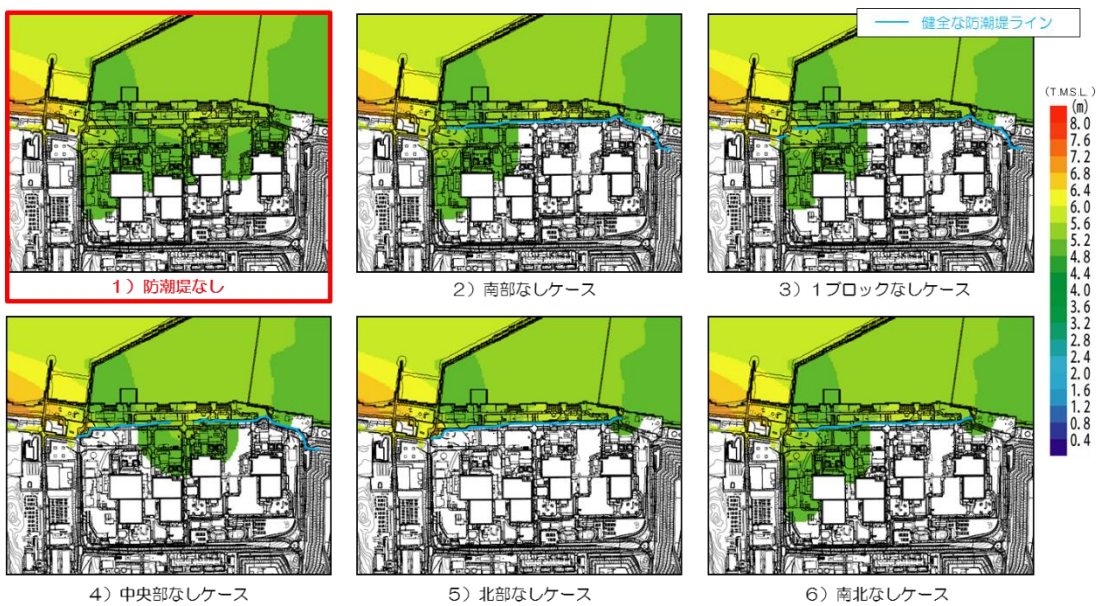 健全な防潮堤ライン
1）防潮堤なし
2）南部なしケース
3）1ブロックなしケース
(T.M.S.L.)
(m)
8.0
7.6
7.2
6.8
6.4
6.0
5.6
5.2
4.8
4.4
4.0
3.6
3.2
2.8
2.4
2.0
1.6
1.2
0.8
0.4
4）中央部なしケース
5）北部なしケース
6）南北なしケース